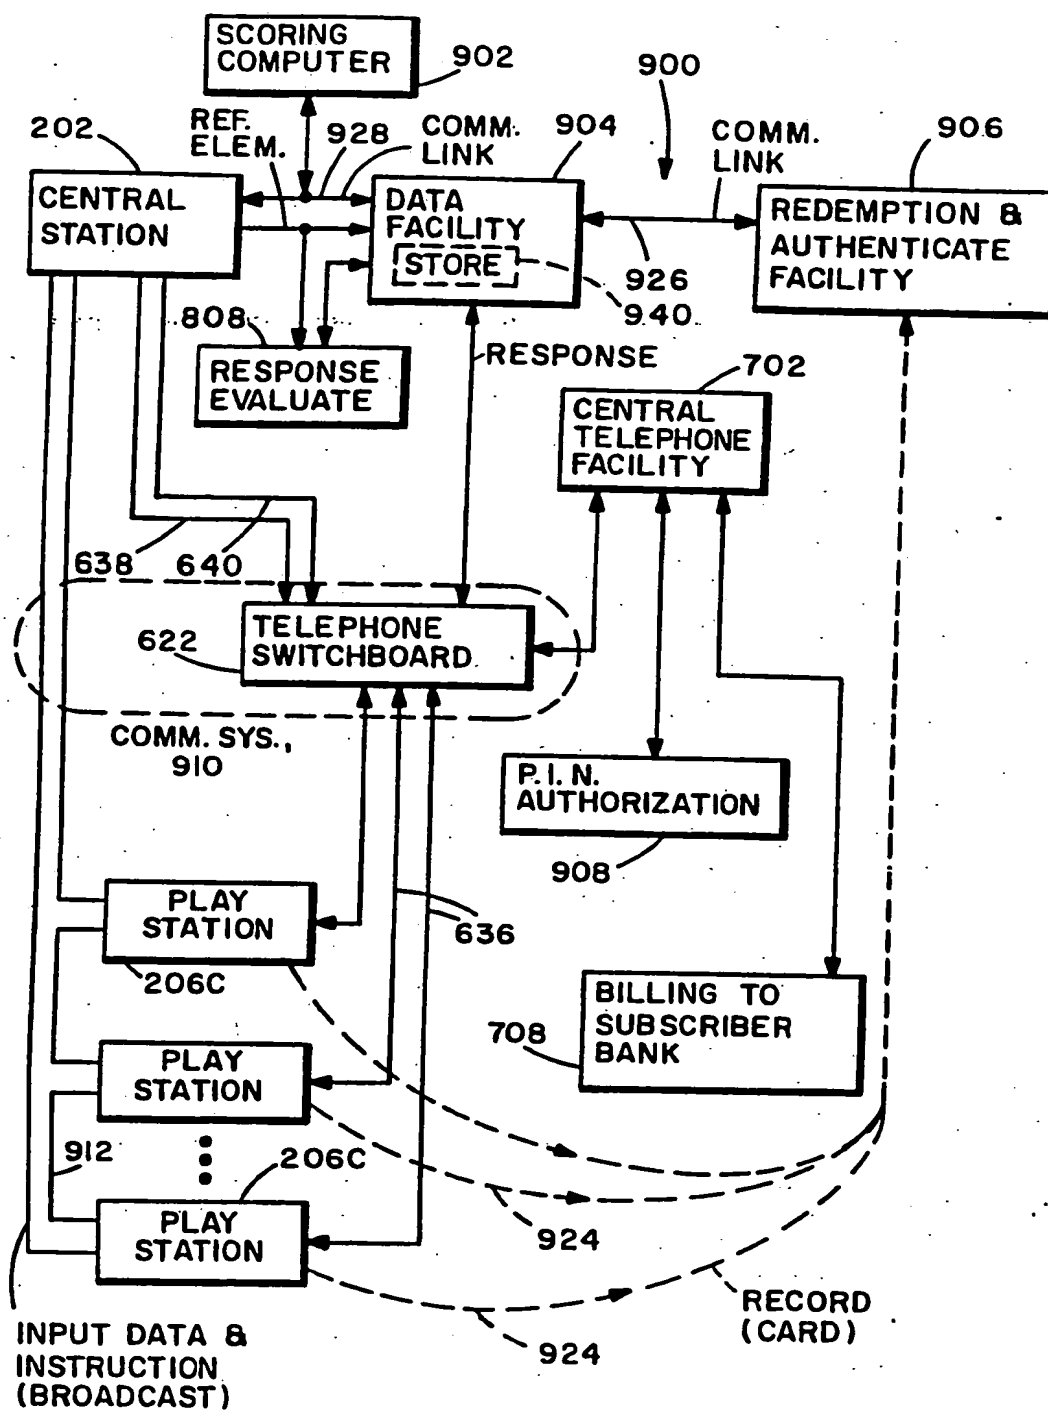 SCORING
COMPUTER
902
900
202
REF.
ELEM.
928
COMM.
LINK
904
COMM.
LINK
906
CENTRAL
STATION
DATA
FACILITY
STORE
REDEMPTION &
AUTHENTICATE
FACILITY
926
940
808
RESPONSE
EVALUATE
RESPONSE
702
CENTRAL
TELEPHONE
FACILITY
638
640
622
TELEPHONE
SWITCHBOARD
COMM. SYS.,
910
P.I.N.
AUTHORIZATION
908
PLAY
STATION
636
206C
BILLING TO
SUBSCRIBER
BANK
708
PLAY
STATION
912
206C
PLAY
STATION
924
RECORD
(CARD)
924
INPUT DATA &
INSTRUCTION
(BROADCAST)